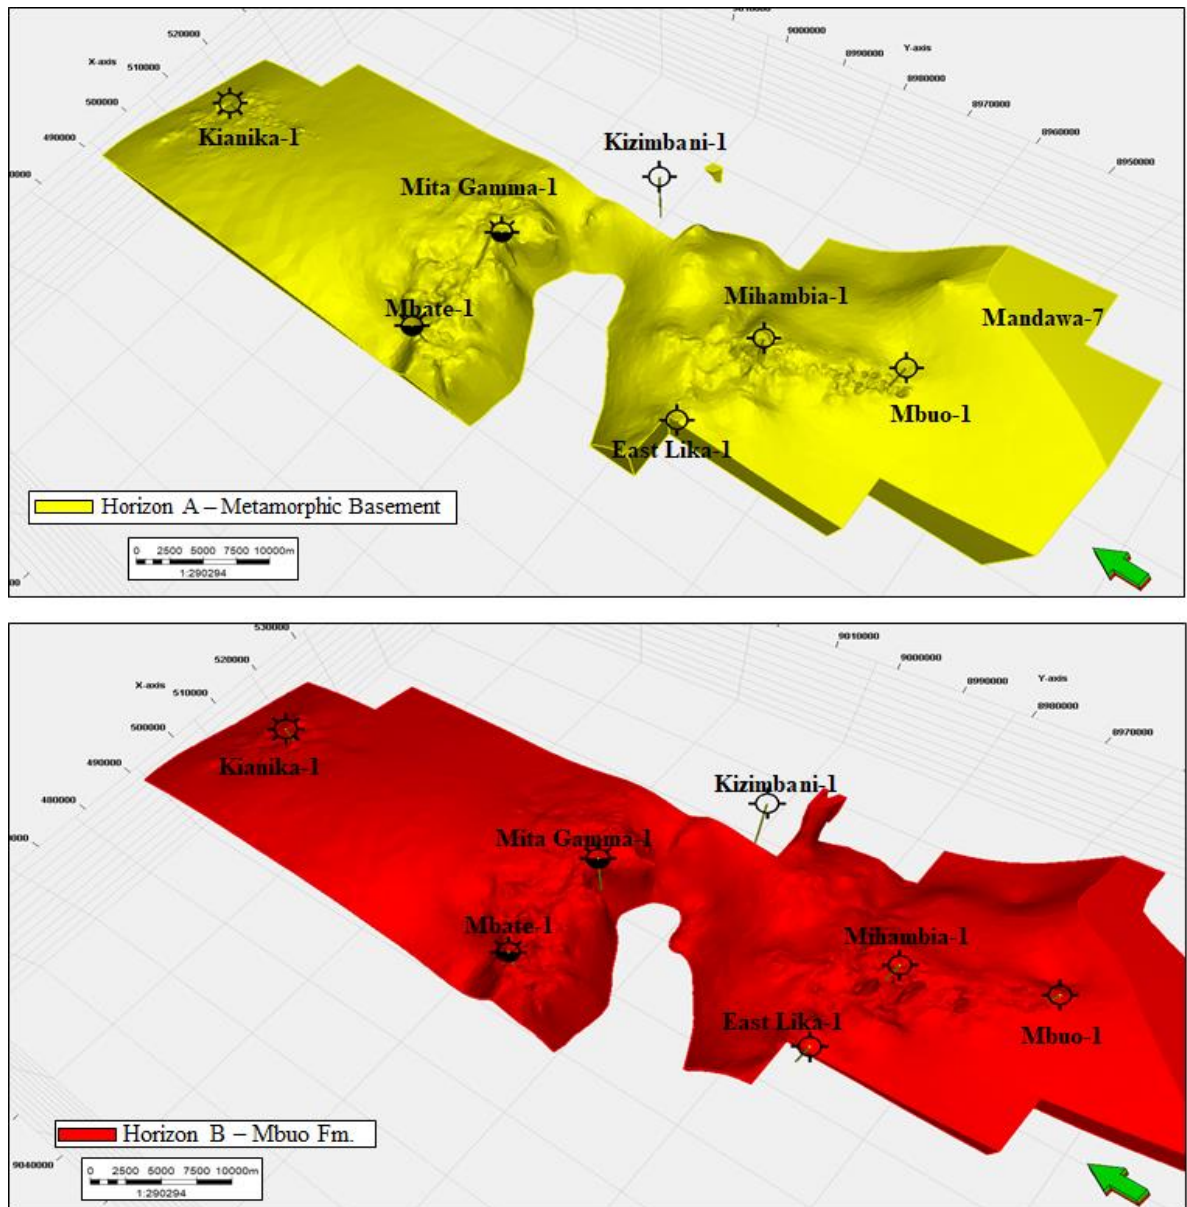 9010000
520000
9000000
Y-axis
8990000
X-axis
510000
8980000
500000
8970000
490000
8960000
Kianika-1
Kizimbani-1
8950000
0000
Mita Gamma-1
Mihambia-1
Mbate-1
Mandawa-7
Mbuo-1
East Lika-1
Horizon A – Metamorphic Basement
0 2500 5000 7500 10000m
1:290294
00
530000
9010000
520000
9000000
X-axis
510000
8990000
Y-axis
8980000
500000
8970000
490000
Kianika-1
Kizimbani-1
480000
000
Mita Gamma-1
Mbate-1
Mihambia-1
East Lika-1
Mbuo-1
Horizon B – Mbuo Fm.
9040000
0 2500 5000 7500 10000m
1:290294